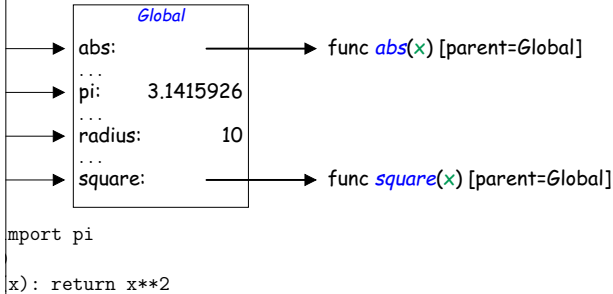 Global
abs: func abs(x) [parent=Global]
...
pi: 3.1415926
...
radius: 10
...
square: func square(x) [parent=Global]
mport pi
)
x): return x**2